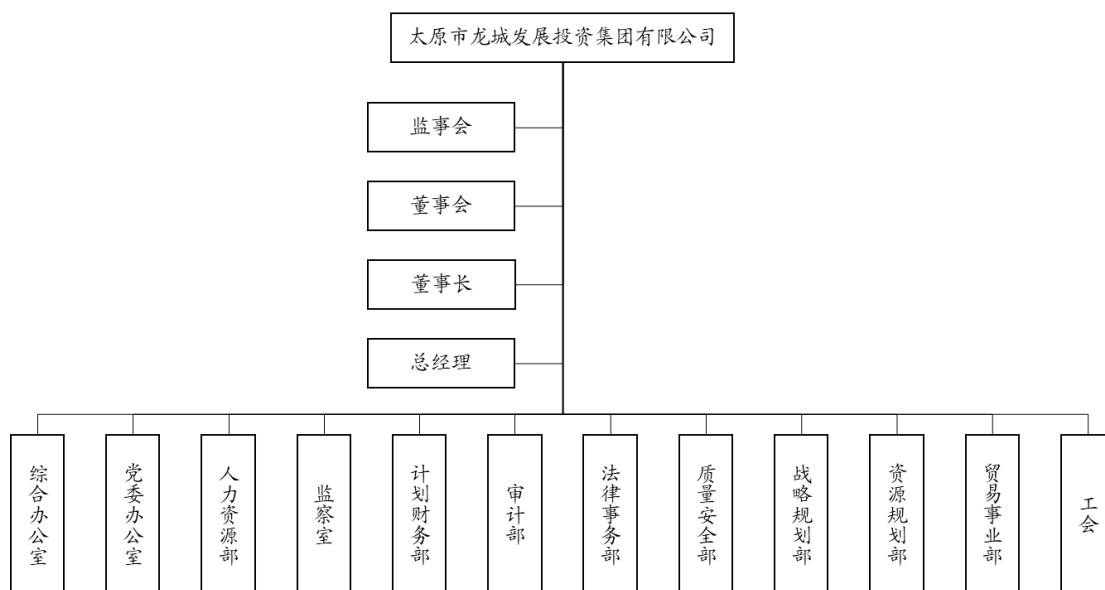 太原市龙城发展投资集团有限公司
监事会
董事会
董事长
总经理
综合办公室
党委办公室
人力资源部
监察室
计划财务部
审计部
法律事务部
质量安全部
战略规划部
资源规划部
贸易事业部
工会